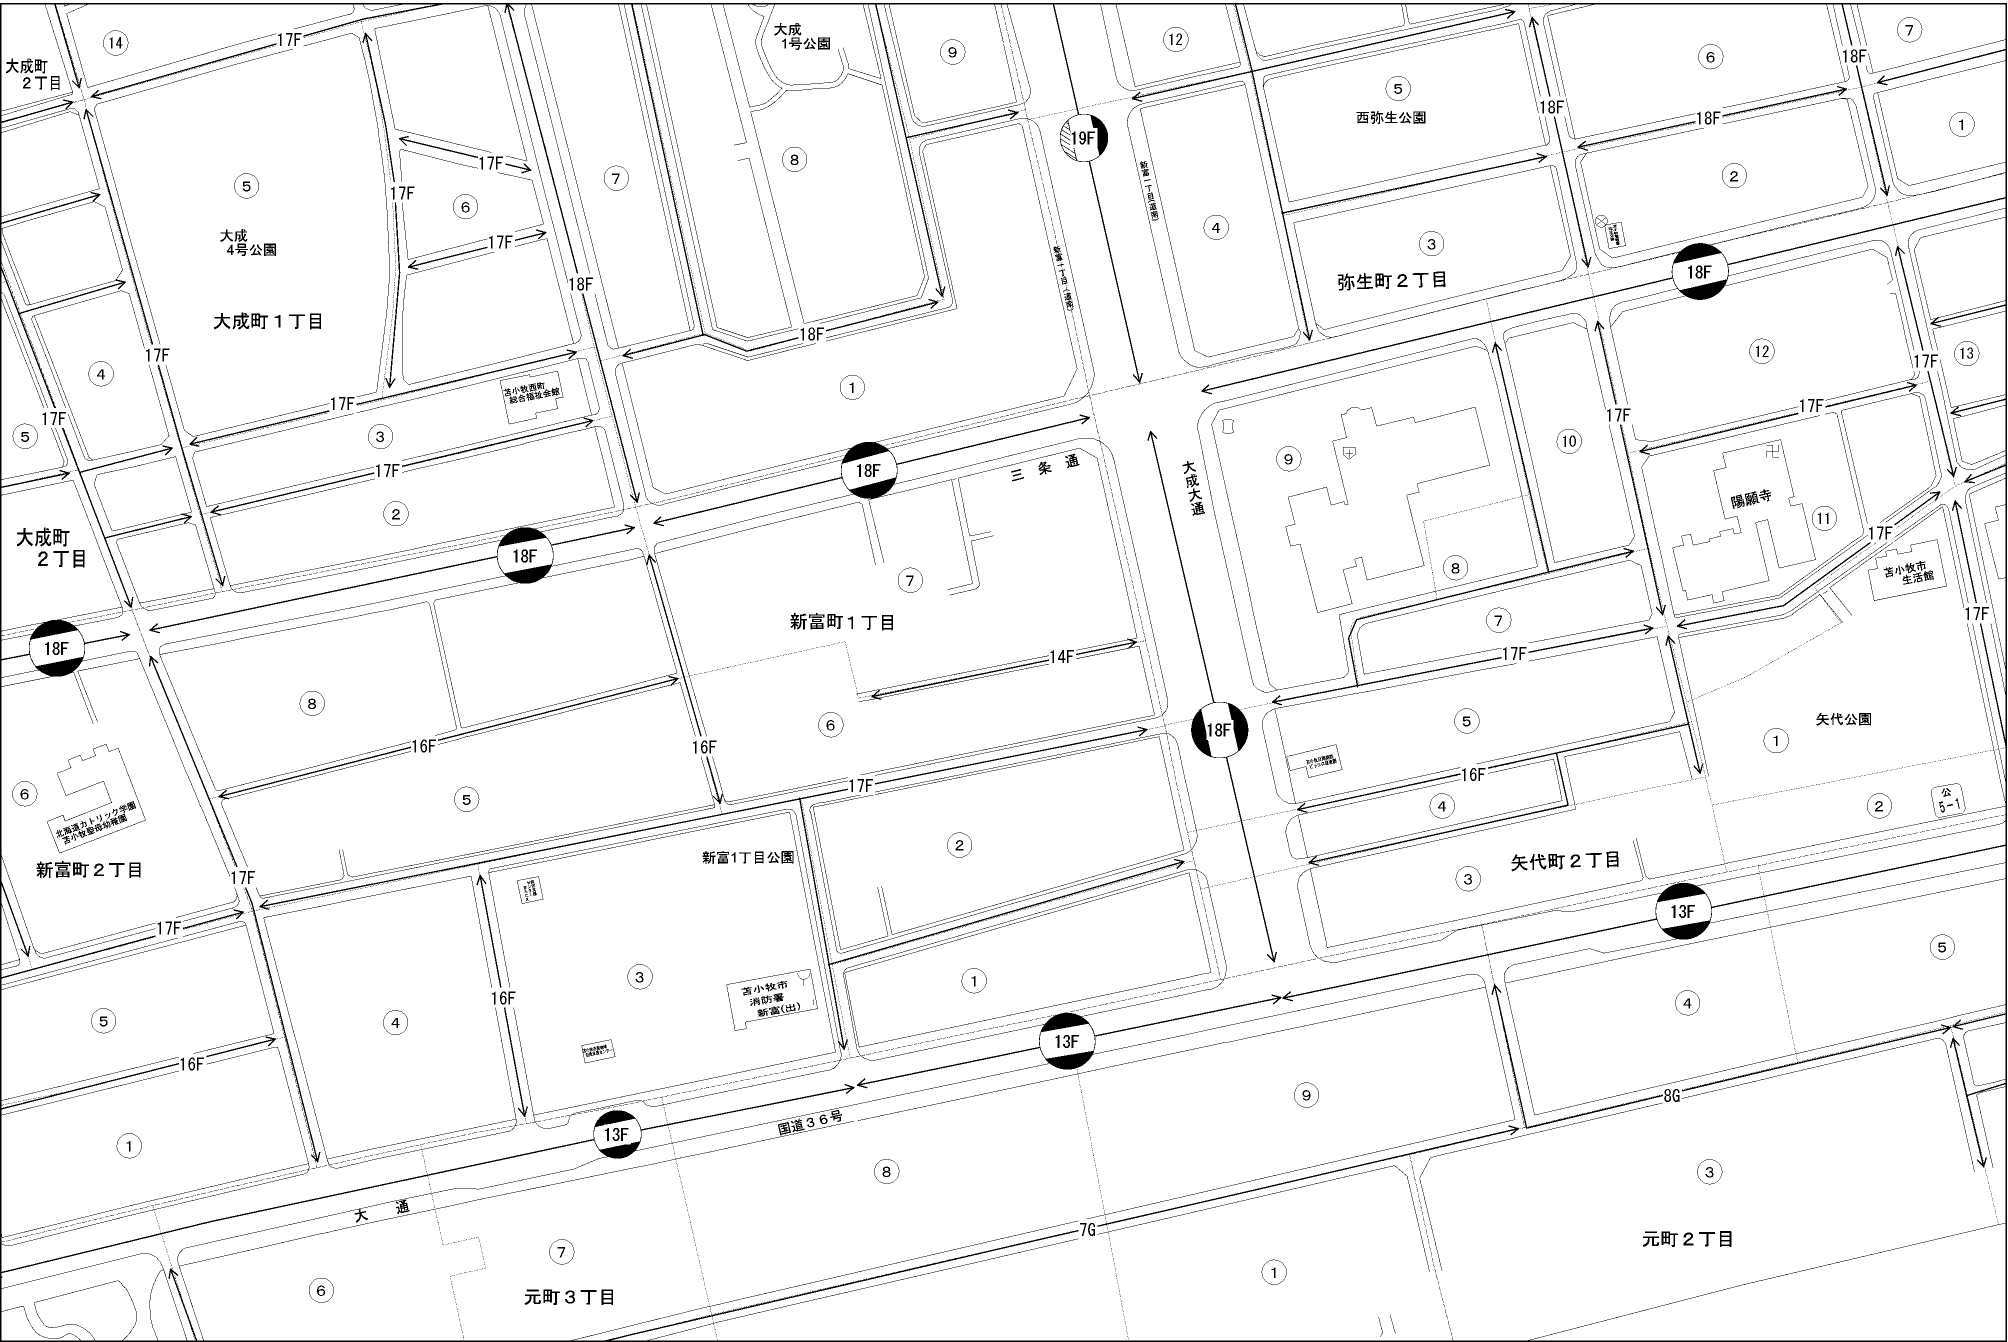 ⑭
17F
大成
1号公園
⑨
⑫
⑥
18F
⑦
大成町
2丁目
⑤
西弥生公園
18F
18F
①
19F
17F
⑧
⑤
17F
⑦
②
⑥
新富一丁目(道南)
大成
4号公園
17F
④
③
弥生町2丁目
18F
18F
大成町1丁目
18F
17F
④
①
⑫
17F
⑬
苫小牧西町
総合福祉会館
17F
17F
⑤
③
17F
17F
⑩
17F
18F
三条通
大成通
⑨
陽願寺
⑪
②
大成町
2丁目
18F
⑦
⑧
17F
苫小牧市
生活館
新富町1丁目
⑦
17F
18F
14F
17F
⑧
⑥
18F
⑤
矢代公園
①
16F
16F
17F
16F
⑥
⑤
④
②
公
5-1
北海道カトリック学園
苫小牧聖母幼稚園
新富町2丁目
17F
新富1丁目公園
②
矢代町2丁目
③
13F
17F
③
①
④
⑤
⑤
④
16F
苫小牧市
消防署
新富(出)
13F
16F
①
13F
国道36号
⑨
8G
⑧
③
大通
7G
元町2丁目
⑦
⑥
①
元町3丁目